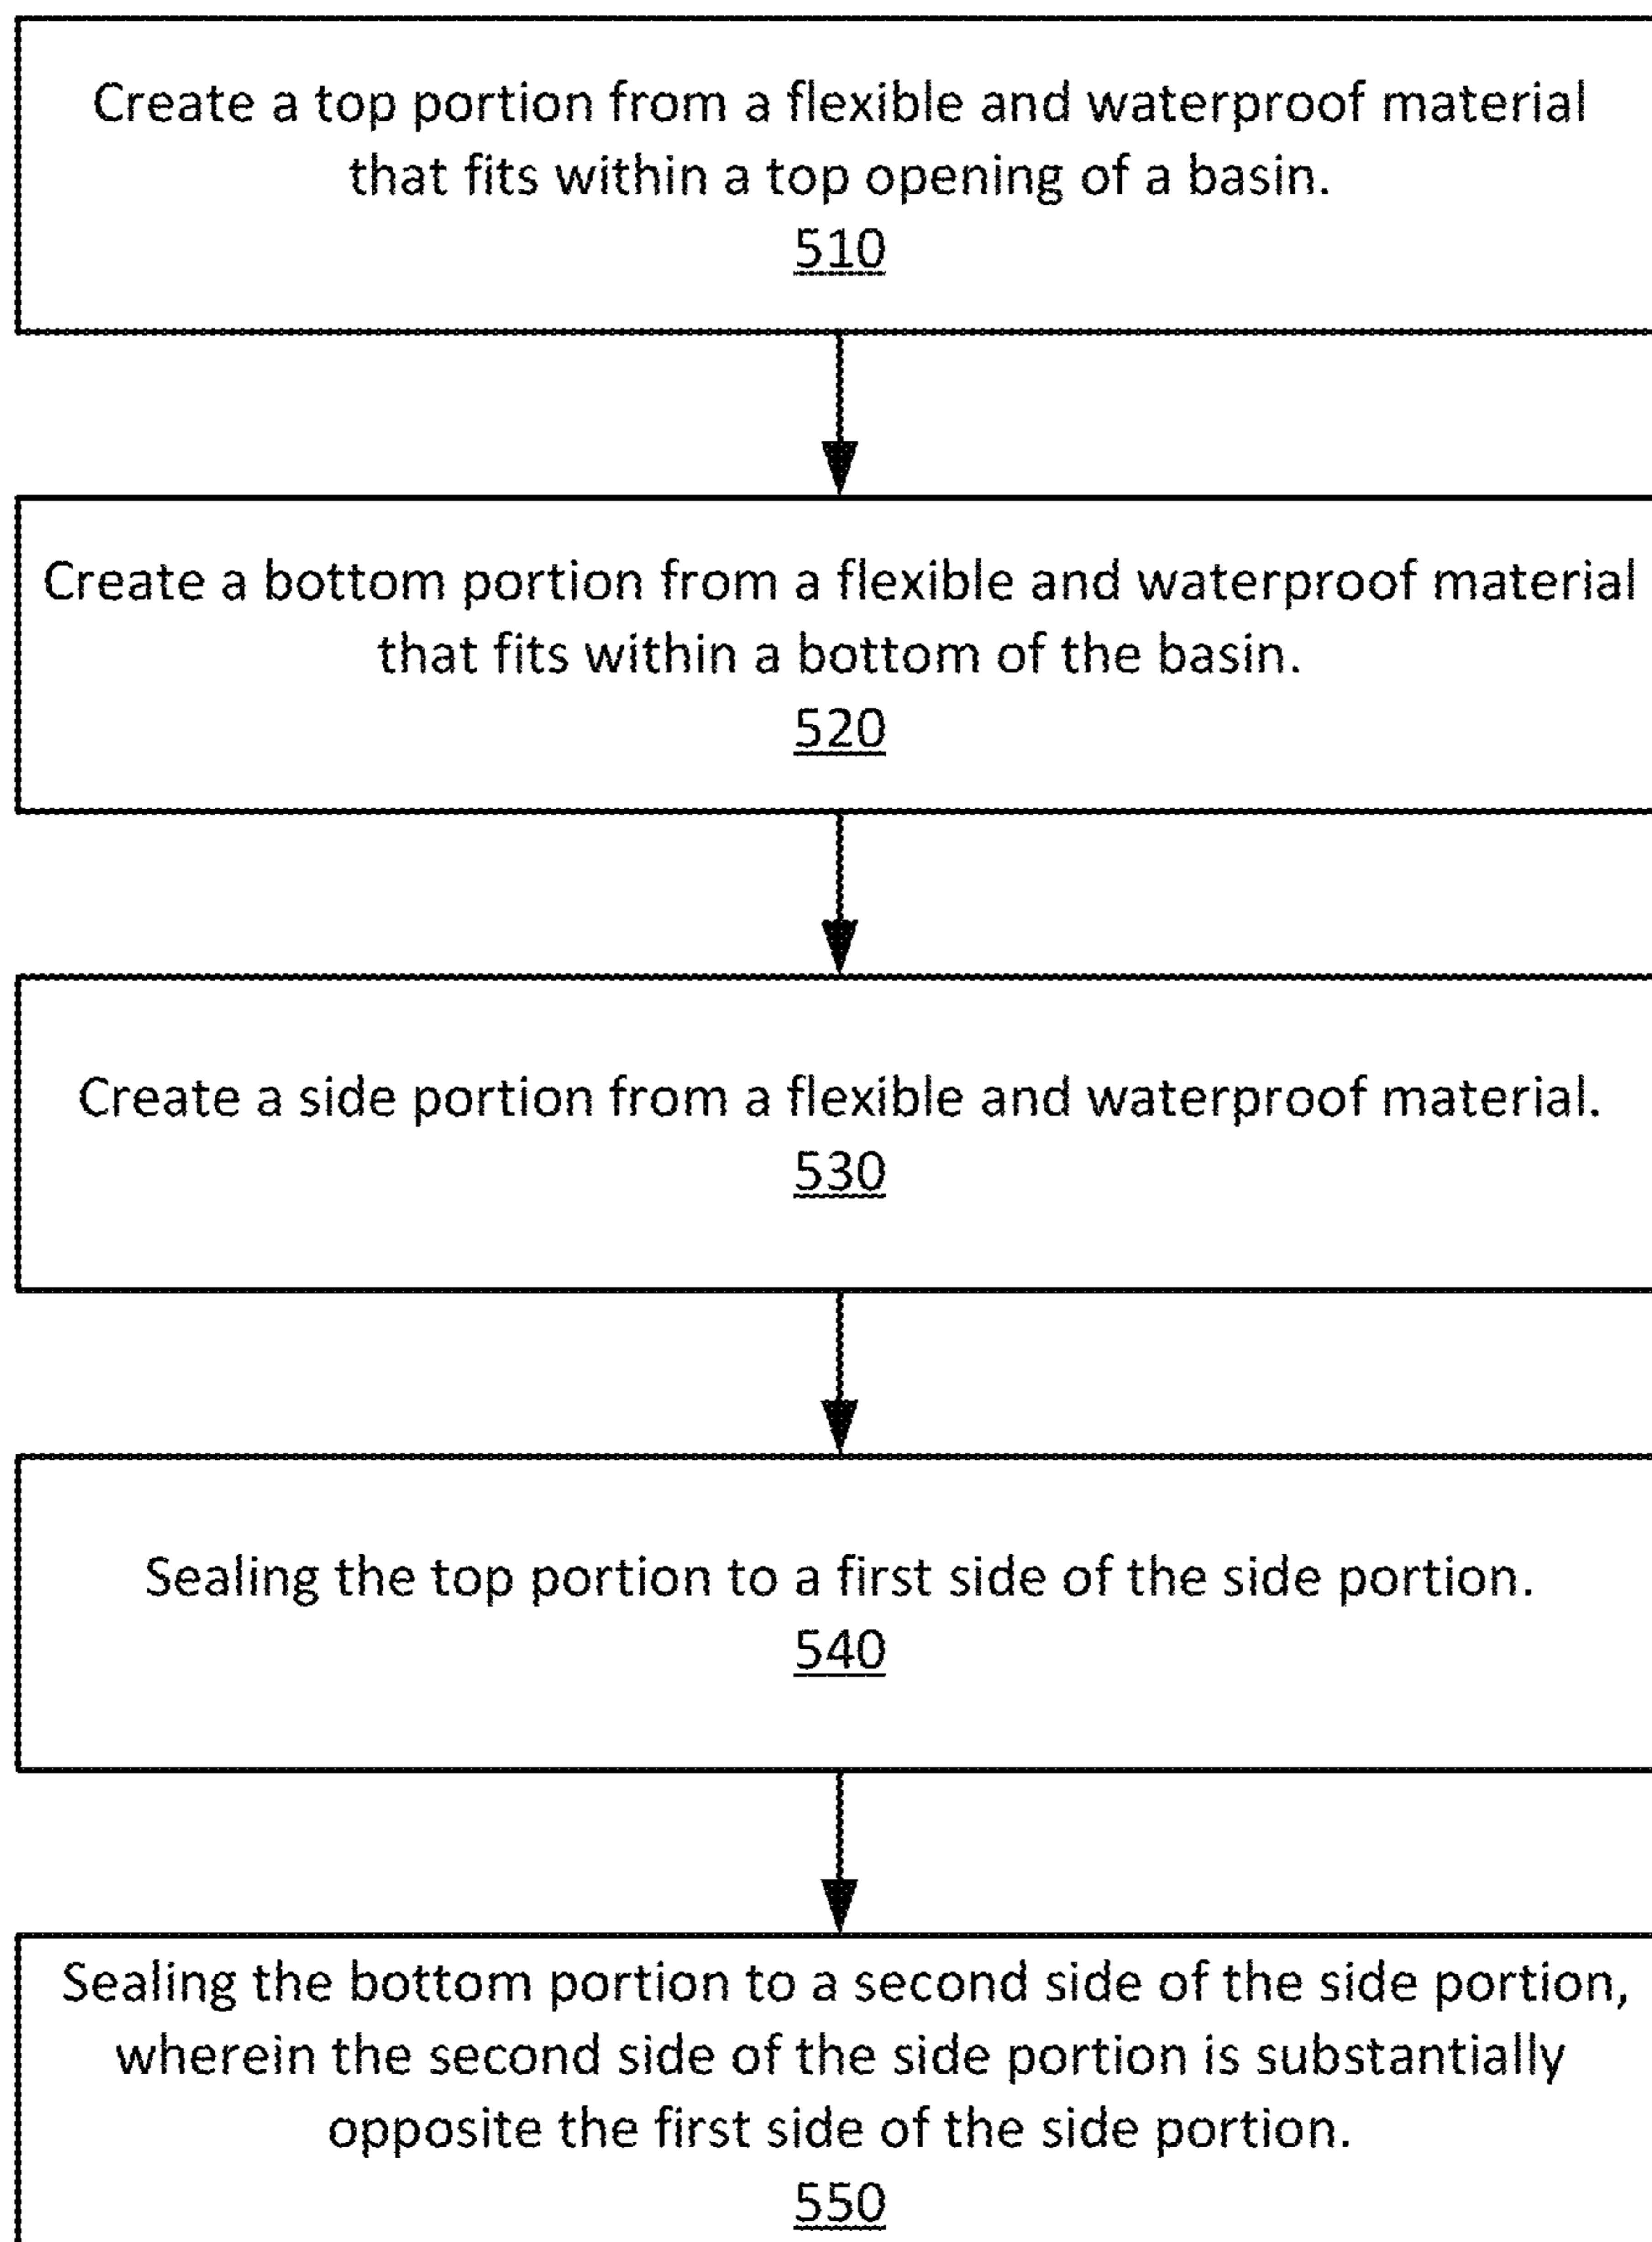 Create a top portion from a flexible and waterproof material
that fits within a top opening of a basin.
510
Create a bottom portion from a flexible and waterproof material
that fits within a bottom of the basin.
520
Create a side portion from a flexible and waterproof material.
530
Sealing the top portion to a first side of the side portion.
540
Sealing the bottom portion to a second side of the side portion,
wherein the second side of the side portion is substantially
opposite the first side of the side portion.
550